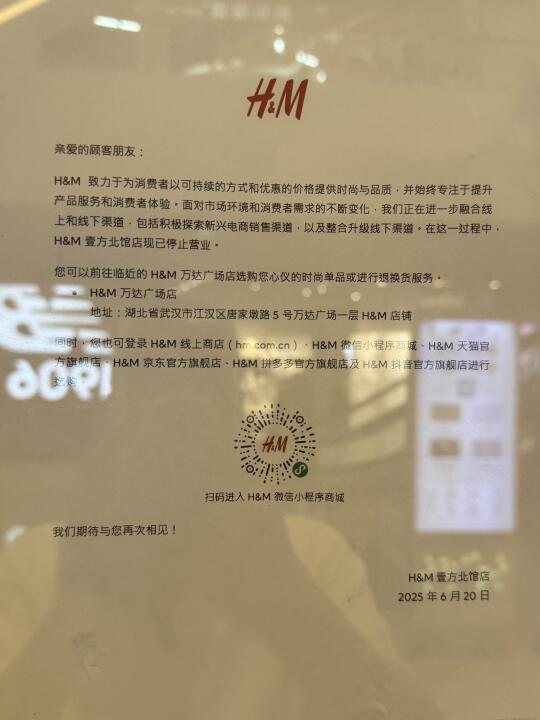 H&M
亲爱的顾客朋友：
H&M 致力于为消费者以可持续的方式和优惠的价格提供时尚与品质，并始终专注于提升
产品服务和消费者体验。面对市场环境和消费者需求的不断变化，我们正在进一步融合线
上和线下渠道，包括积极探索新兴电商销售渠道，以及整合升级线下渠道。在这一过程中，
H&M 壹方北馆店现已停止营业。
您可以前往临近的 H&M 万达广场店选购您心仪的时尚单品或进行退换货服务。
• H&M 万达广场店
地址：湖北省武汉市江汉区唐家墩路 5 号万达广场一层 H&M 店铺
同时，您也可登录 H&M 线上商店（hm.com.cn）、H&M 微信小程序商城、H&M 天猫官
方旗舰店、H&M 京东官方旗舰店、H&M 拼多多官方旗舰店及 H&M 抖音官方旗舰店进行
选购。
H&M
扫码进入 H&M 微信小程序商城
我们期待与您再次相见！
H&M 壹方北馆店
2025 年 6 月 20 日